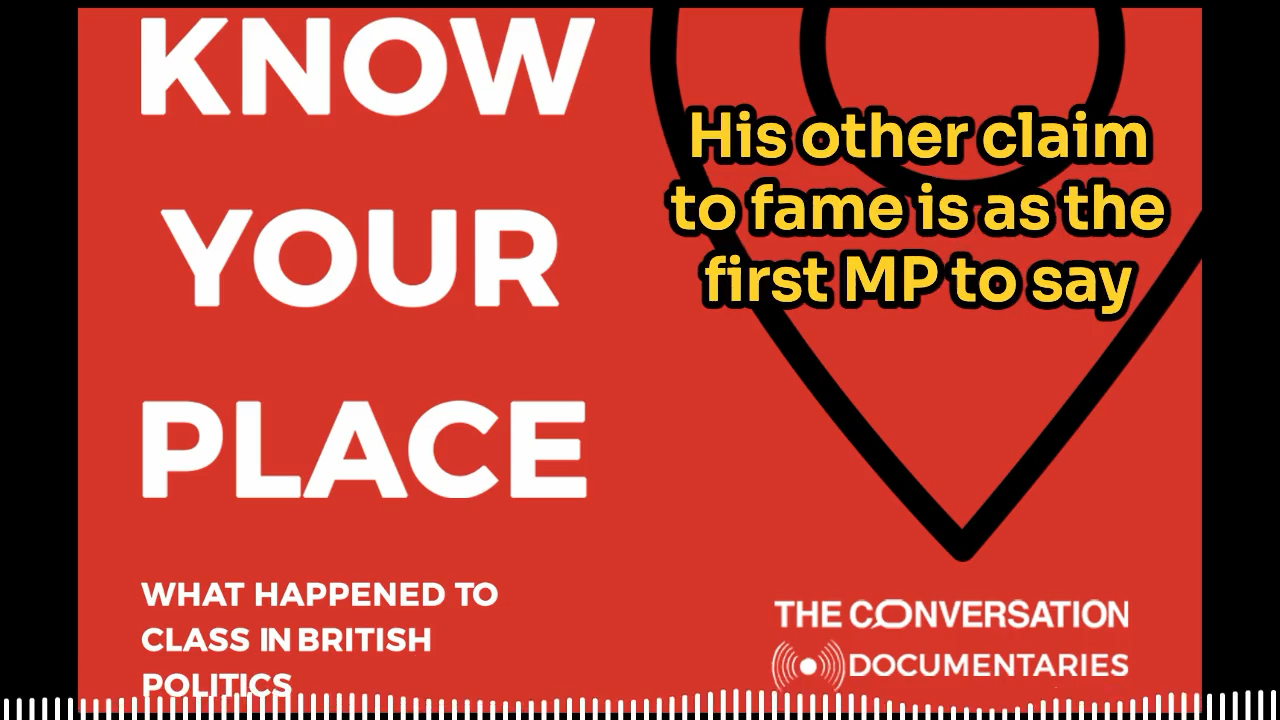 KNOW
YOUR
PLACE
WHAT HAPPENED TO
CLASS IN BRITISH
POLITICS
His other claim
to fame is as the
first MP to say
THE CONVERSATION
DOCUMENTARIES